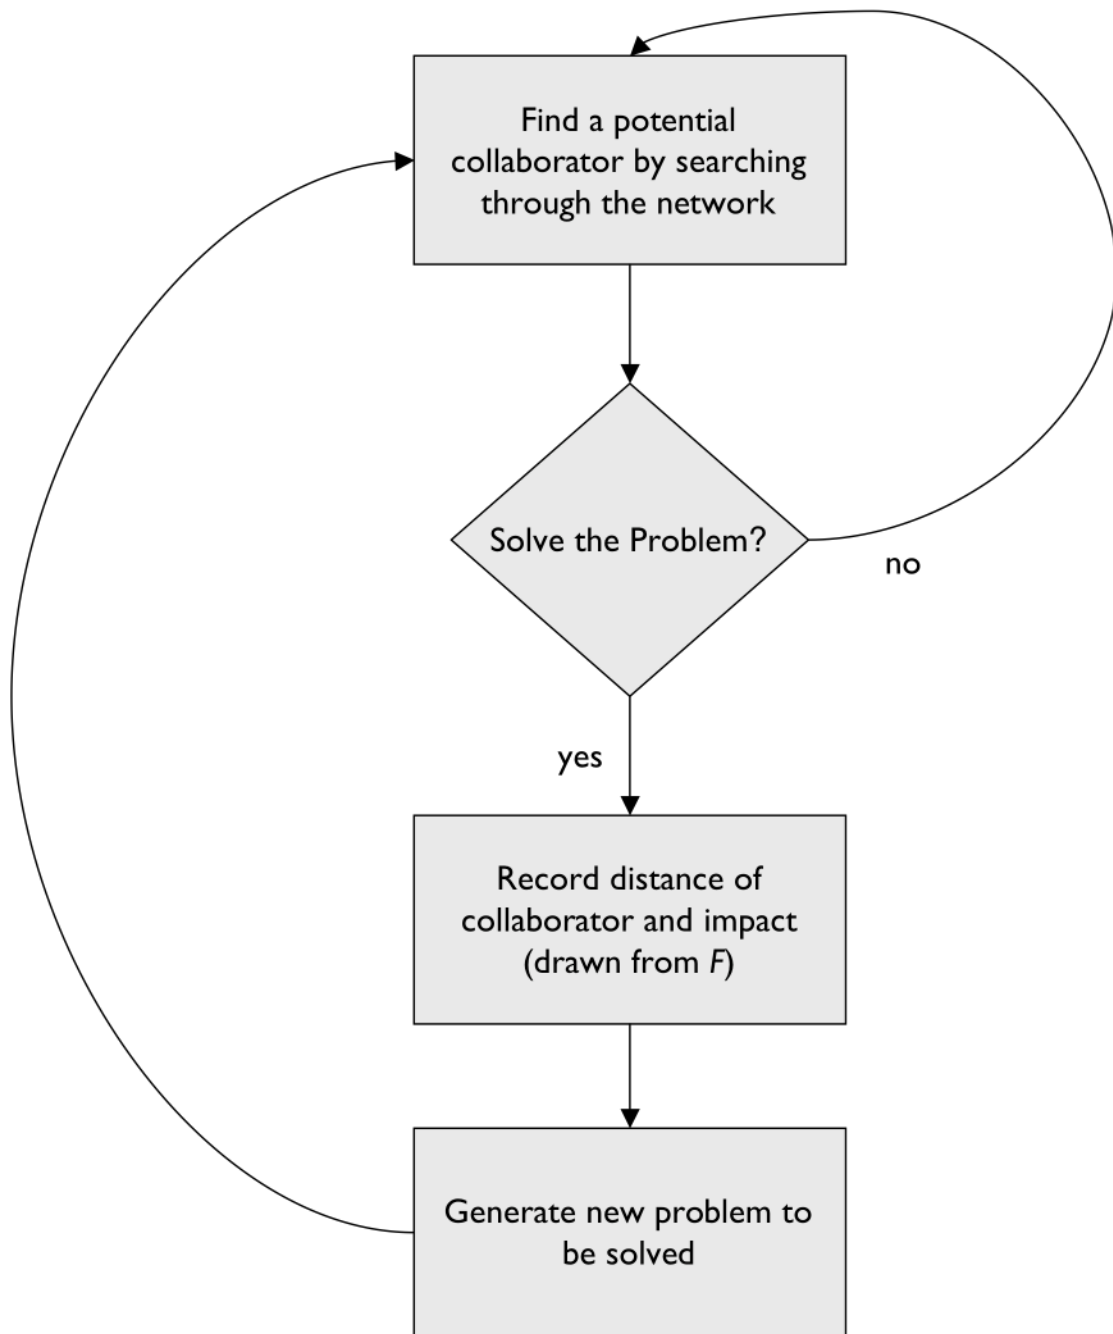 Find a potential
collaborator by searching
through the network
Solve the Problem?
no
yes
Record distance of
collaborator and impact
(drawn from F)
Generate new problem to
be solved